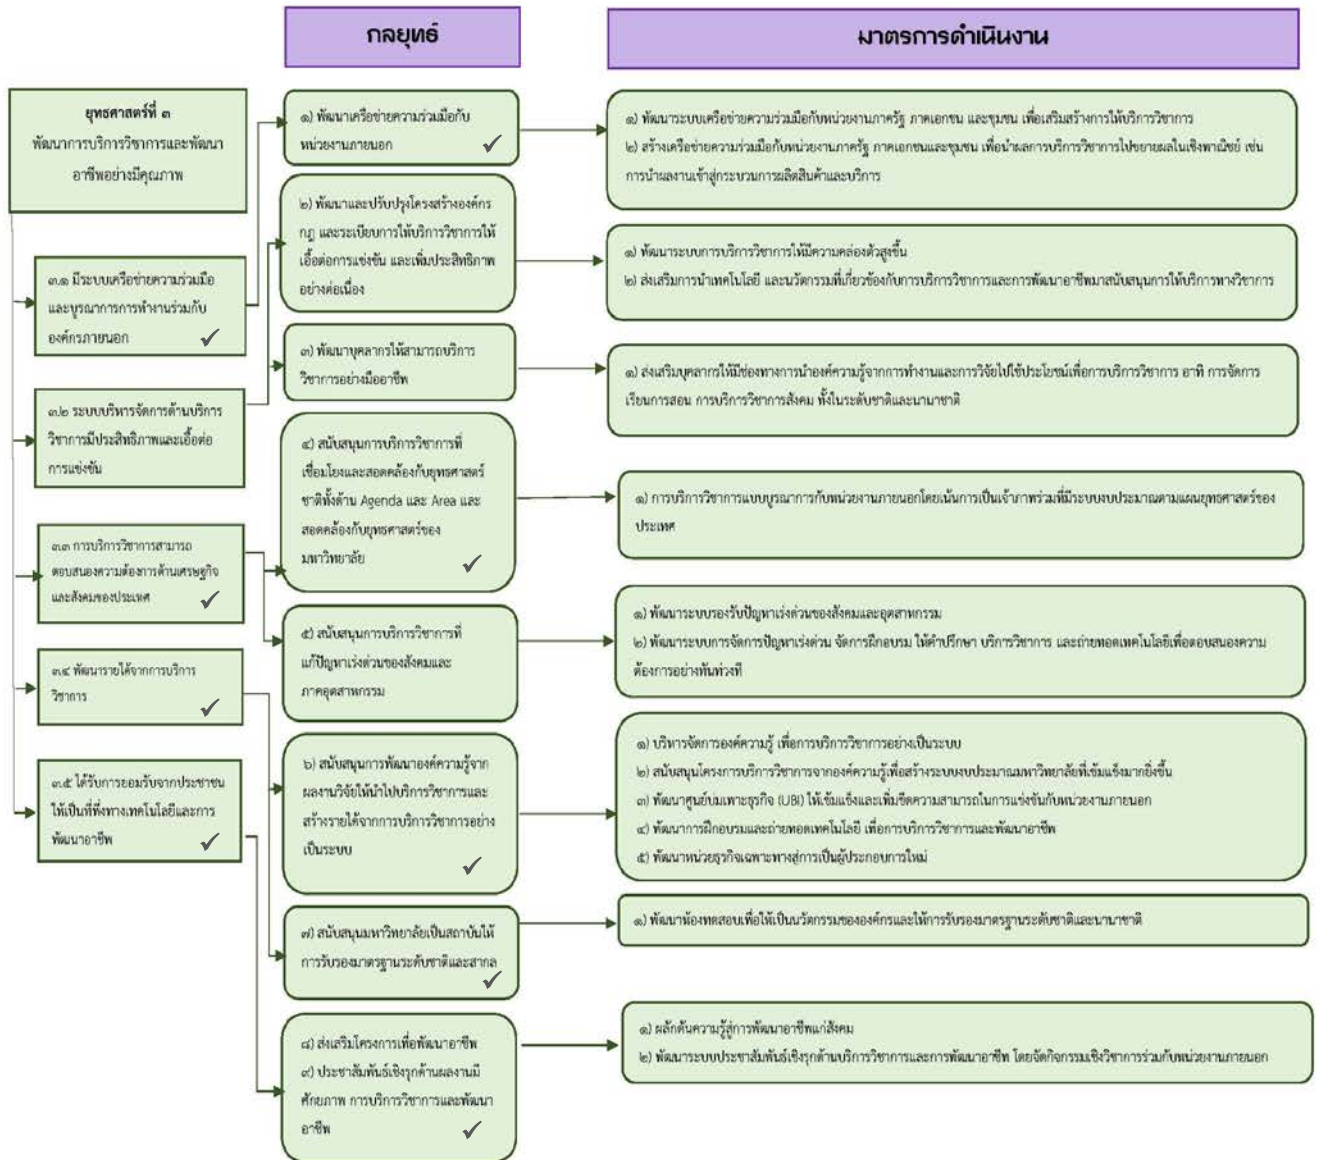 กลยุทธ์
มาตรการดำเนินงาน
ยุทธศาสตร์ที่ ๓
พัฒนาการบริการวิชาการและพัฒนา
อาชีพอย่างมีคุณภาพ
๓.๑ มีระบบเครือข่ายความร่วมมือ
และบูรณาการการทำงานร่วมกับ
องค์กรภายนอก ✓
๓.๒ ระบบบริหารจัดการด้านบริการ
วิชาการมีประสิทธิภาพและเอื้อต่อ
การแข่งขัน
๓.๓ การบริการวิชาการสามารถ
ตอบสนองความต้องการด้านเศรษฐกิจ
และสังคมของประเทศ ✓
๓.๔ พัฒนารายได้จากการบริการ
วิชาการ ✓
๓.๕ ได้รับการยอมรับจากประชาชน
ให้เป็นที่พึ่งทางเทคโนโลยีและการ
พัฒนาอาชีพ ✓
๑) พัฒนาเครือข่ายความร่วมมือกับ
หน่วยงานภายนอก ✓
๒) พัฒนาและปรับปรุงโครงสร้างองค์กร
กฎ และระเบียบการให้บริการวิชาการให้
เอื้อต่อการแข่งขัน และเพิ่มประสิทธิภาพ
อย่างต่อเนื่อง
๓) พัฒนาบุคลากรให้สามารถบริการ
วิชาการอย่างมืออาชีพ
๔) สนับสนุนการบริการวิชาการที่
เชื่อมโยงและสอดคล้องกับยุทธศาสตร์
ชาติทั้งด้าน Agenda และ Area และ
สอดคล้องกับยุทธศาสตร์ของ
มหาวิทยาลัย ✓
๕) สนับสนุนการบริการวิชาการที่
แก้ปัญหาเร่งด่วนของสังคมและ
ภาคอุตสาหกรรม
๖) สนับสนุนการพัฒนาองค์ความรู้จาก
ผลงานวิจัยให้นำไปบริการวิชาการและ
สร้างรายได้จากการบริการวิชาการอย่าง
เป็นระบบ ✓
๗) สนับสนุนมหาวิทยาลัยเป็นสถาบันให้
การรับรองมาตรฐานระดับชาติและสากล ✓
๘) ส่งเสริมโครงการเพื่อพัฒนาอาชีพ
๙) ประชาสัมพันธ์เชิงรุกด้านผลงานมี
ศักยภาพ การบริการวิชาการและพัฒนา
อาชีพ ✓
๑) พัฒนาระบบเครือข่ายความร่วมมือกับหน่วยงานภาครัฐ ภาคเอกชน และชุมชน เพื่อเสริมสร้างการให้บริการวิชาการ
๒) สร้างเครือข่ายความร่วมมือกับหน่วยงานภาครัฐ ภาคเอกชนและชุมชน เพื่อนำผลการบริการวิชาการไปขยายผลในเชิงพาณิชย์ เช่น
การนำผลงานเข้าสู่กระบวนการผลิตสินค้าและบริการ
๑) พัฒนาระบบการบริการวิชาการให้มีความคล่องตัวสูงขึ้น
๒) ส่งเสริมการนำเทคโนโลยี และนวัตกรรมที่เกี่ยวข้องกับการบริการวิชาการและการพัฒนาอาชีพมาสนับสนุนการให้บริการทางวิชาการ
๑) ส่งเสริมบุคลากรให้มีช่องทางการนำองค์ความรู้จากการทำงานและการวิจัยไปใช้ประโยชน์เพื่อการบริการวิชาการ อาทิ การจัดการ
เรียนการสอน การบริการวิชาการสังคม ทั้งในระดับชาติและนานาชาติ
๑) การบริการวิชาการแบบบูรณาการกับหน่วยงานภายนอกโดยเน้นการเป็นเจ้าภาพร่วมที่มีระบบงบประมาณตามแผนยุทธศาสตร์ของ
ประเทศ
๑) พัฒนาระบบรองรับปัญหาเร่งด่วนของสังคมและอุตสาหกรรม
๒) พัฒนาระบบการจัดการปัญหาเร่งด่วน จัดการฝึกอบรม ให้คำปรึกษา บริการวิชาการ และถ่ายทอดเทคโนโลยีเพื่อตอบสนองความ
ต้องการอย่างทันท่วงที
๑) บริหารจัดการองค์ความรู้ เพื่อการบริการวิชาการอย่างเป็นระบบ
๒) สนับสนุนโครงการบริการวิชาการจากองค์ความรู้เพื่อสร้างระบบงบประมาณมหาวิทยาลัยที่เข้มแข็งมากยิ่งขึ้น
๓) พัฒนาศูนย์บ่มเพาะธุรกิจ (UBI) ให้เข้มแข็งและเพิ่มขีดความสามารถในการแข่งขันกับหน่วยงานภายนอก
๔) พัฒนาการฝึกอบรมและถ่ายทอดเทคโนโลยี เพื่อการบริการวิชาการและพัฒนาอาชีพ
๕) พัฒนาหน่วยธุรกิจเฉพาะทางสู่การเป็นผู้ประกอบการใหม่
๑) พัฒนาห้องทดสอบเพื่อให้เป็นนวัตกรรมขององค์กรและให้การรับรองมาตรฐานระดับชาติและนานาชาติ
๑) ผลักดันความรู้สู่การพัฒนาอาชีพแก่สังคม
๒) พัฒนาระบบประชาสัมพันธ์เชิงรุกด้านบริการวิชาการและการพัฒนาอาชีพ โดยจัดกิจกรรมเชิงวิชาการร่วมกับหน่วยงานภายนอก